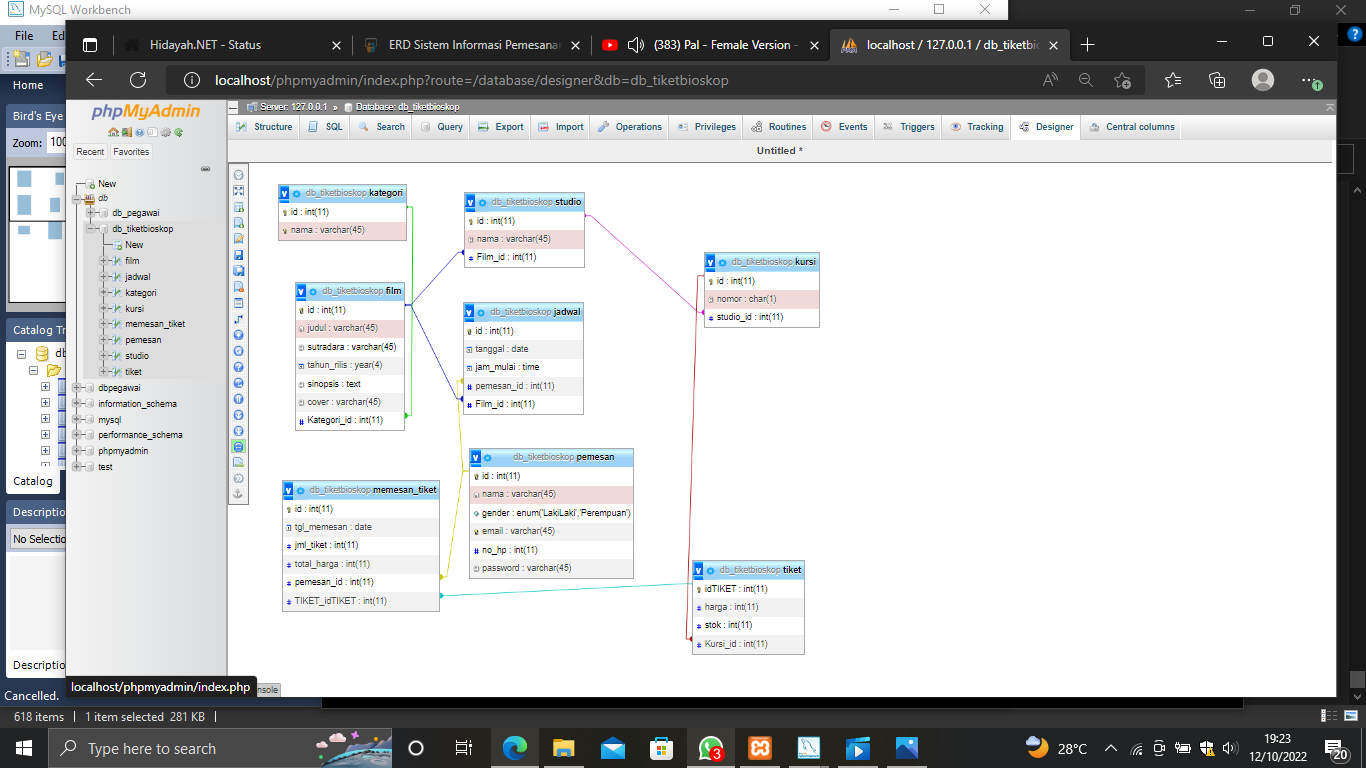 MySQL Workbench
File Ed
Hidayah.NET - Status
ERD Sistem Informasi Pemesanan
(383) Pal - Female Version -
localhost / 127.0.0.1 / db_tiketbio
localhost/phpmyadmin/index.php?route=/database/designer&db=db_tiketbioskop
Home
Bird's Eye
Zoom: 100
Catalog Tr
db
Catalog
Descriptio
No Selectio
Descriptio
Cancelled.
phpMyAdmin
Recent Favorites
New
db
db_pegawai
db_tiketbioskop
New
film
jadwal
kategori
kursi
memesan_tiket
pemesan
studio
tiket
dbpegawai
information_schema
mysql
performance_schema
phpmyadmin
test
Server: 127.0.0.1 » Database: db_tiketbioskop
Structure SQL Search Query Export Import Operations Privileges Routines Events Triggers Tracking Designer Central columns
Untitled *
db_tiketbioskop kategori
id : int(11)
nama : varchar(45)
db_tiketbioskop studio
id : int(11)
nama : varchar(45)
Film_id : int(11)
db_tiketbioskop kursi
id : int(11)
nomor : char(1)
studio_id : int(11)
db_tiketbioskop film
id : int(11)
judul : varchar(45)
sutradara : varchar(45)
tahun_rilis : year(4)
sinopsis : text
cover : varchar(45)
Kategori_id : int(11)
db_tiketbioskop jadwal
id : int(11)
tanggal : date
jam_mulai : time
pemesan_id : int(11)
Film_id : int(11)
db_tiketbioskop pemesan
id : int(11)
nama : varchar(45)
gender : enum('LakiLaki','Perempuan')
email : varchar(45)
no_hp : int(11)
password : varchar(45)
db_tiketbioskop memesan_tiket
id : int(11)
tgl_memesan : date
jml_tiket : int(11)
total_harga : int(11)
pemesan_id : int(11)
TIKET_idTIKET : int(11)
db_tiketbioskop tiket
idTIKET : int(11)
harga : int(11)
stok : int(11)
Kursi_id : int(11)
localhost/phpmyadmin/index.php
nsole
618 items 1 item selected 281 KB
Type here to search
3
28°C
19:23
12/10/2022
20